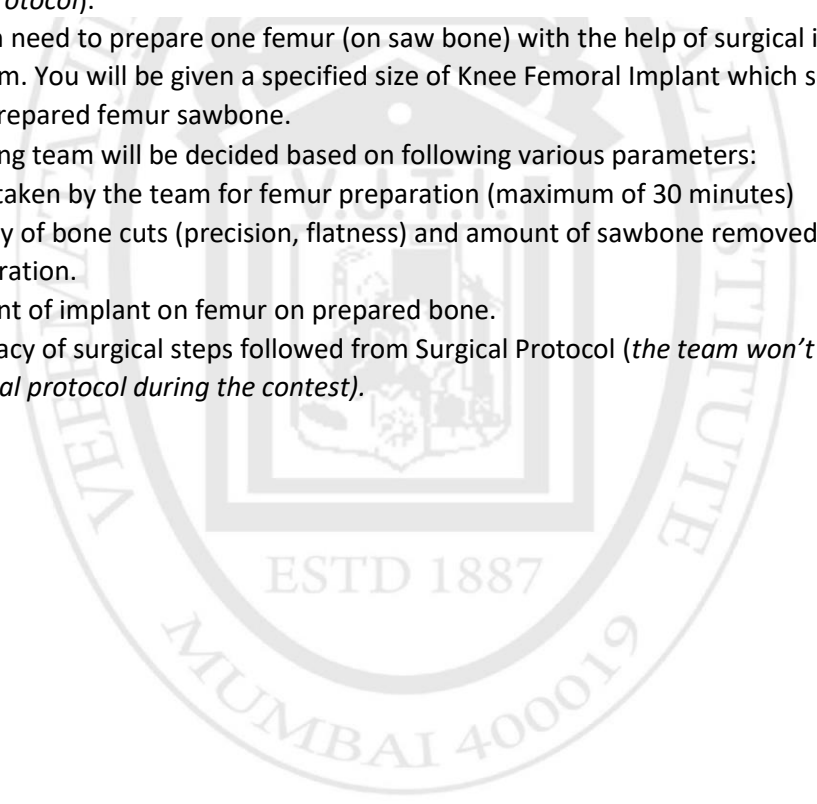 otocol).
n need to prepare one femur (on saw bone) with the help of surgical i
m. You will be given a specified size of Knee Femoral Implant which s
repared femur sawbone.
ng team will be decided based on following various parameters:
taken by the team for femur preparation (maximum of 30 minutes)
y of bone cuts (precision, flatness) and amount of sawbone removed
ration.
nt of implant on femur on prepared bone.
acy of surgical steps followed from Surgical Protocol (the team won't
al protocol during the contest).
V.J.T.I.
ESTD 1887
MUMBAI 400019
INSTITUTE